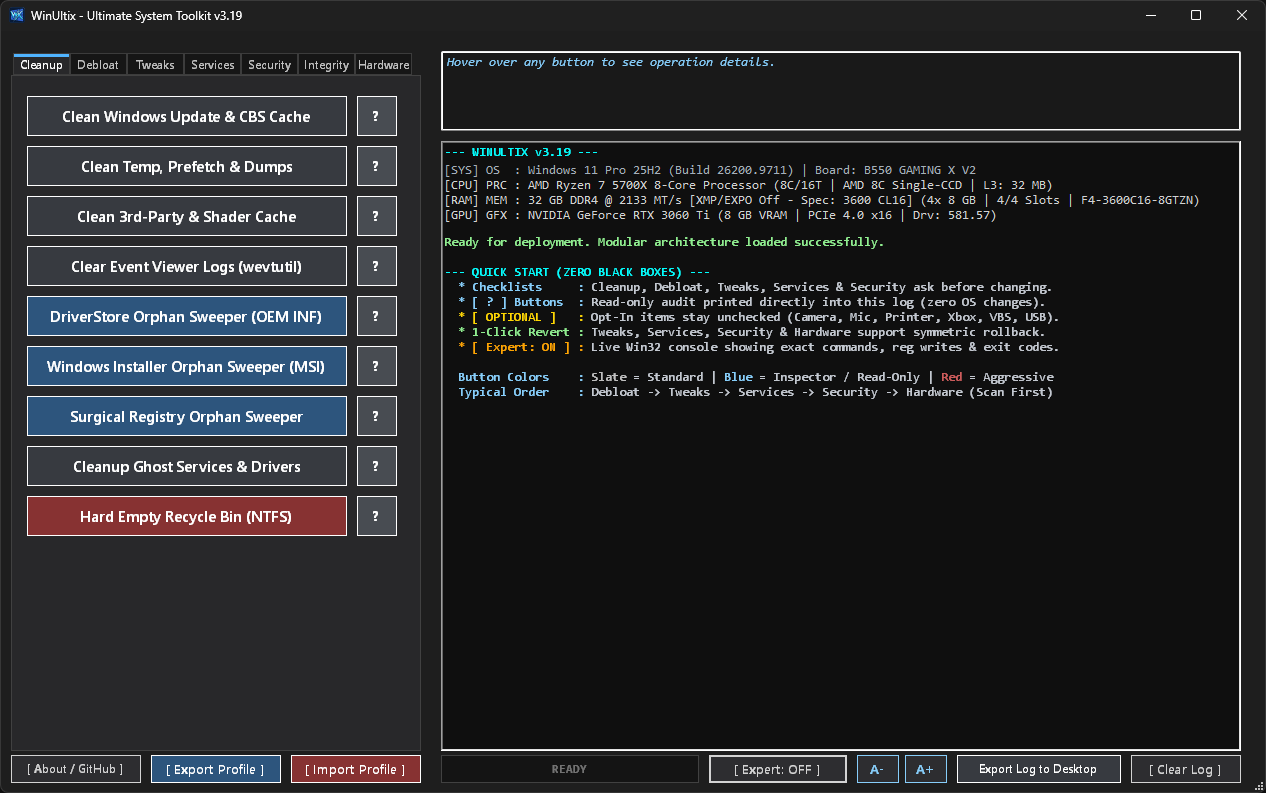 WinUltix - Ultimate System Toolkit v3.19
Cleanup Debloat Tweaks Services Security Integrity Hardware
Clean Windows Update & CBS Cache ?
Clean Temp, Prefetch & Dumps ?
Clean 3rd-Party & Shader Cache ?
Clear Event Viewer Logs (wevtutil) ?
DriverStore Orphan Sweeper (OEM INF) ?
Windows Installer Orphan Sweeper (MSI) ?
Surgical Registry Orphan Sweeper ?
Cleanup Ghost Services & Drivers ?
Hard Empty Recycle Bin (NTFS) ?
Hover over any button to see operation details.
--- WINULTIX v3.19 ---
[SYS] OS  : Windows 11 Pro 25H2 (Build 26200.9711) | Board: B550 GAMING X V2
[CPU] PRC : AMD Ryzen 7 5700X 8-Core Processor (8C/16T | AMD 8C Single-CCD | L3: 32 MB)
[RAM] MEM : 32 GB DDR4 @ 2133 MT/s [XMP/EXPO Off - Spec: 3600 CL16] (4x 8 GB | 4/4 Slots | F4-3600C16-8GTZN)
[GPU] GFX : NVIDIA GeForce RTX 3060 Ti (8 GB VRAM | PCIe 4.0 x16 | Drv: 581.57)
Ready for deployment. Modular architecture loaded successfully.
--- QUICK START (ZERO BLACK BOXES) ---
* Checklists     : Cleanup, Debloat, Tweaks, Services & Security ask before changing.
* [ ? ] Buttons  : Read-only audit printed directly into this log (zero OS changes).
* [ OPTIONAL ]   : Opt-In items stay unchecked (Camera, Mic, Printer, Xbox, VBS, USB).
* 1-Click Revert : Tweaks, Services, Security & Hardware support symmetric rollback.
* [ Expert: ON ] : Live Win32 console showing exact commands, reg writes & exit codes.
Button Colors    : Slate = Standard | Blue = Inspector / Read-Only | Red = Aggressive
Typical Order    : Debloat -> Tweaks -> Services -> Security -> Hardware (Scan First)
[ About / GitHub ] [ Export Profile ] [ Import Profile ] READY [ Expert: OFF ] A- A+ Export Log to Desktop [ Clear Log ]